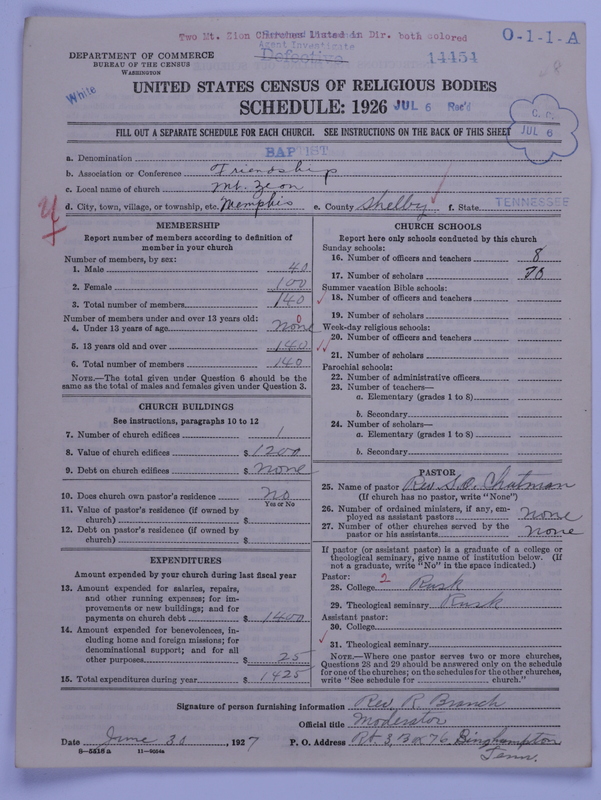 Two Mt. Zion Churches listed in Dir. both colored
O-1-1-A
Agent Investigate
Defective
14454
DEPARTMENT OF COMMERCE
BUREAU OF THE CENSUS
WASHINGTON
White
UNITED STATES CENSUS OF RELIGIOUS BODIES
SCHEDULE: 1926
JUL 6 Rec'd
C. P.
JUL 6
FILL OUT A SEPARATE SCHEDULE FOR EACH CHURCH. SEE INSTRUCTIONS ON THE BACK OF THIS SHEET
a. Denomination BAPTIST
b. Association or Conference Friendship
c. Local name of church Mt. Zeon
d. City, town, village, or township, etc. Memphis e. County Shelby f. State TENNESSEE
MEMBERSHIP
Report number of members according to definition of member in your church
Number of members, by sex:
1. Male 40
2. Female 100
3. Total number of members 140
Number of members under and over 13 years old:
4. Under 13 years of age none 0
5. 13 years old and over 140
6. Total number of members 140
NOTE.—The total given under Question 6 should be the same as the total of males and females given under Question 3.
CHURCH BUILDINGS
See instructions, paragraphs 10 to 12
7. Number of church edifices 1
8. Value of church edifices $ 1200
9. Debt on church edifices $ none
10. Does church own pastor's residence no
Yes or No
11. Value of pastor's residence (if owned by church) $
12. Debt on pastor's residence (if owned by church) $
EXPENDITURES
Amount expended by your church during last fiscal year
13. Amount expended for salaries, repairs, and other running expenses; for improvements or new buildings; and for payments on church debt $ 1400
14. Amount expended for benevolences, including home and foreign missions; for denominational support; and for all other purposes $ 25
15. Total expenditures during year $ 1425
CHURCH SCHOOLS
Report here only schools conducted by this church
Sunday schools:
16. Number of officers and teachers 8
17. Number of scholars 70
Summer vacation Bible schools:
18. Number of officers and teachers
19. Number of scholars
Week-day religious schools:
20. Number of officers and teachers
21. Number of scholars
Parochial schools:
22. Number of administrative officers
23. Number of teachers—
a. Elementary (grades 1 to 8)
b. Secondary
24. Number of scholars—
a. Elementary (grades 1 to 8)
b. Secondary
PASTOR
25. Name of pastor Rev. S.O. Chatman
(If church has no pastor, write "None")
26. Number of ordained ministers, if any, employed as assistant pastors none
27. Number of other churches served by the pastor or his assistants none
If pastor (or assistant pastor) is a graduate of a college or theological seminary, give name of institution below. (If not a graduate, write "No" in the space indicated.)
Pastor:
28. College 2 Rusk
29. Theological seminary Rusk
Assistant pastor:
30. College
31. Theological seminary
NOTE.—Where one pastor serves two or more churches, Questions 28 and 29 should be answered only on the schedule for one of the churches; on the schedules for the other churches, write "See schedule for church."
Signature of person furnishing information Rev. R Branch
Official title Moderator
Date June 30, 1927 P. O. Address Rt. 3, Box 76, Binghampton
Tenn.
8—5316a 11—9034a